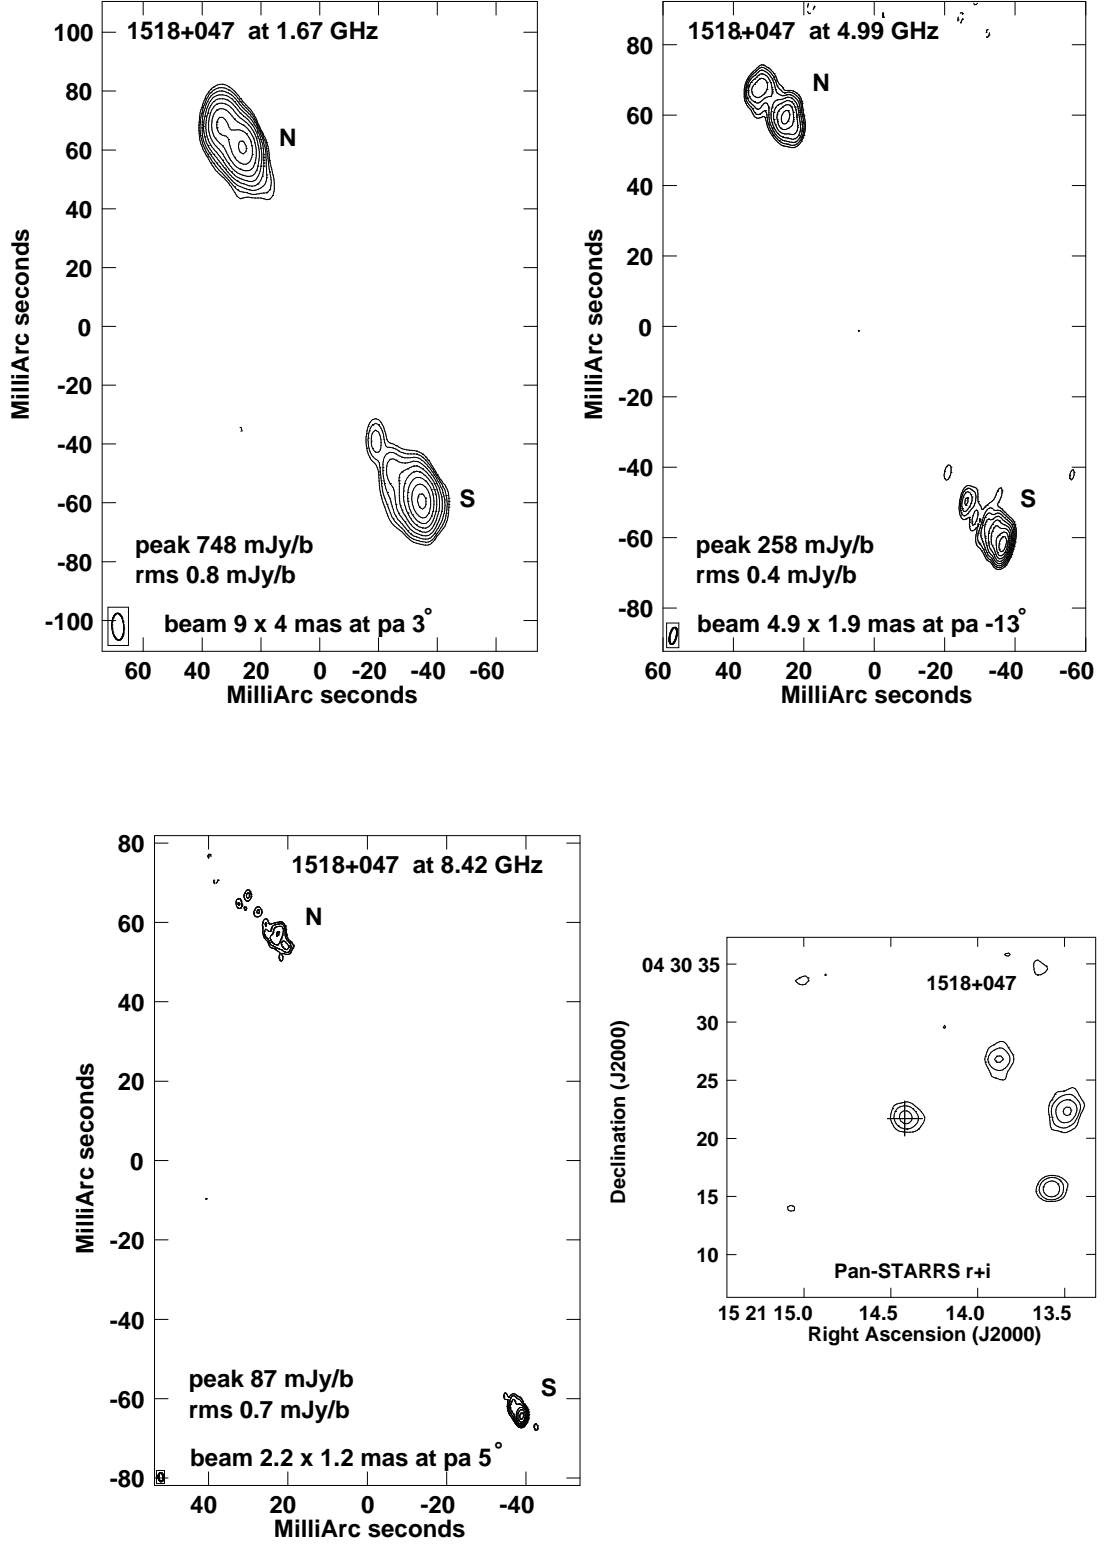 1518+047 at 1.67 GHz
100
80
60
40
20
0
-20
-40
-60
-80
-100
MilliArc seconds
N
S
peak 748 mJy/b
rms 0.8 mJy/b
beam 9 x 4 mas at pa 3°
60 40 20 0 -20 -40 -60
MilliArc seconds
1518+047 at 4.99 GHz
80
60
40
20
0
-20
-40
-60
-80
MilliArc seconds
N
S
peak 258 mJy/b
rms 0.4 mJy/b
beam 4.9 x 1.9 mas at pa -13°
60 40 20 0 -20 -40 -60
MilliArc seconds
1518+047 at 8.42 GHz
80
60
40
20
0
-20
-40
-60
-80
MilliArc seconds
N
S
peak 87 mJy/b
rms 0.7 mJy/b
beam 2.2 x 1.2 mas at pa 5°
40 20 0 -20 -40
MilliArc seconds
1518+047
04 30 35
30
25
20
15
10
Declination (J2000)
Pan-STARRS r+i
15 21 15.0 14.5 14.0 13.5
Right Ascension (J2000)